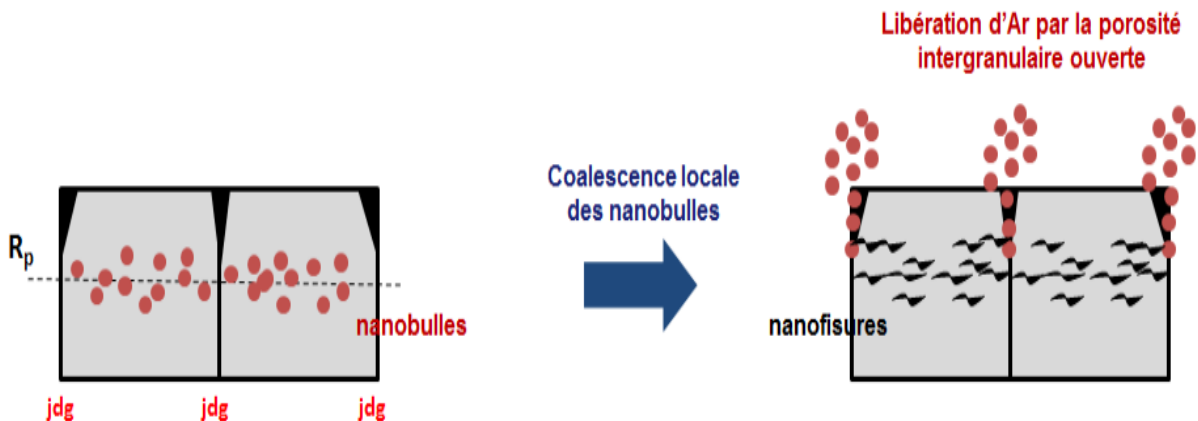 Libération d'Ar par la porosité
intergranulaire ouverte
Coalescence locale
des nanobulles
Rp
nanobulles
nanofisures
jdg
jdg
jdg